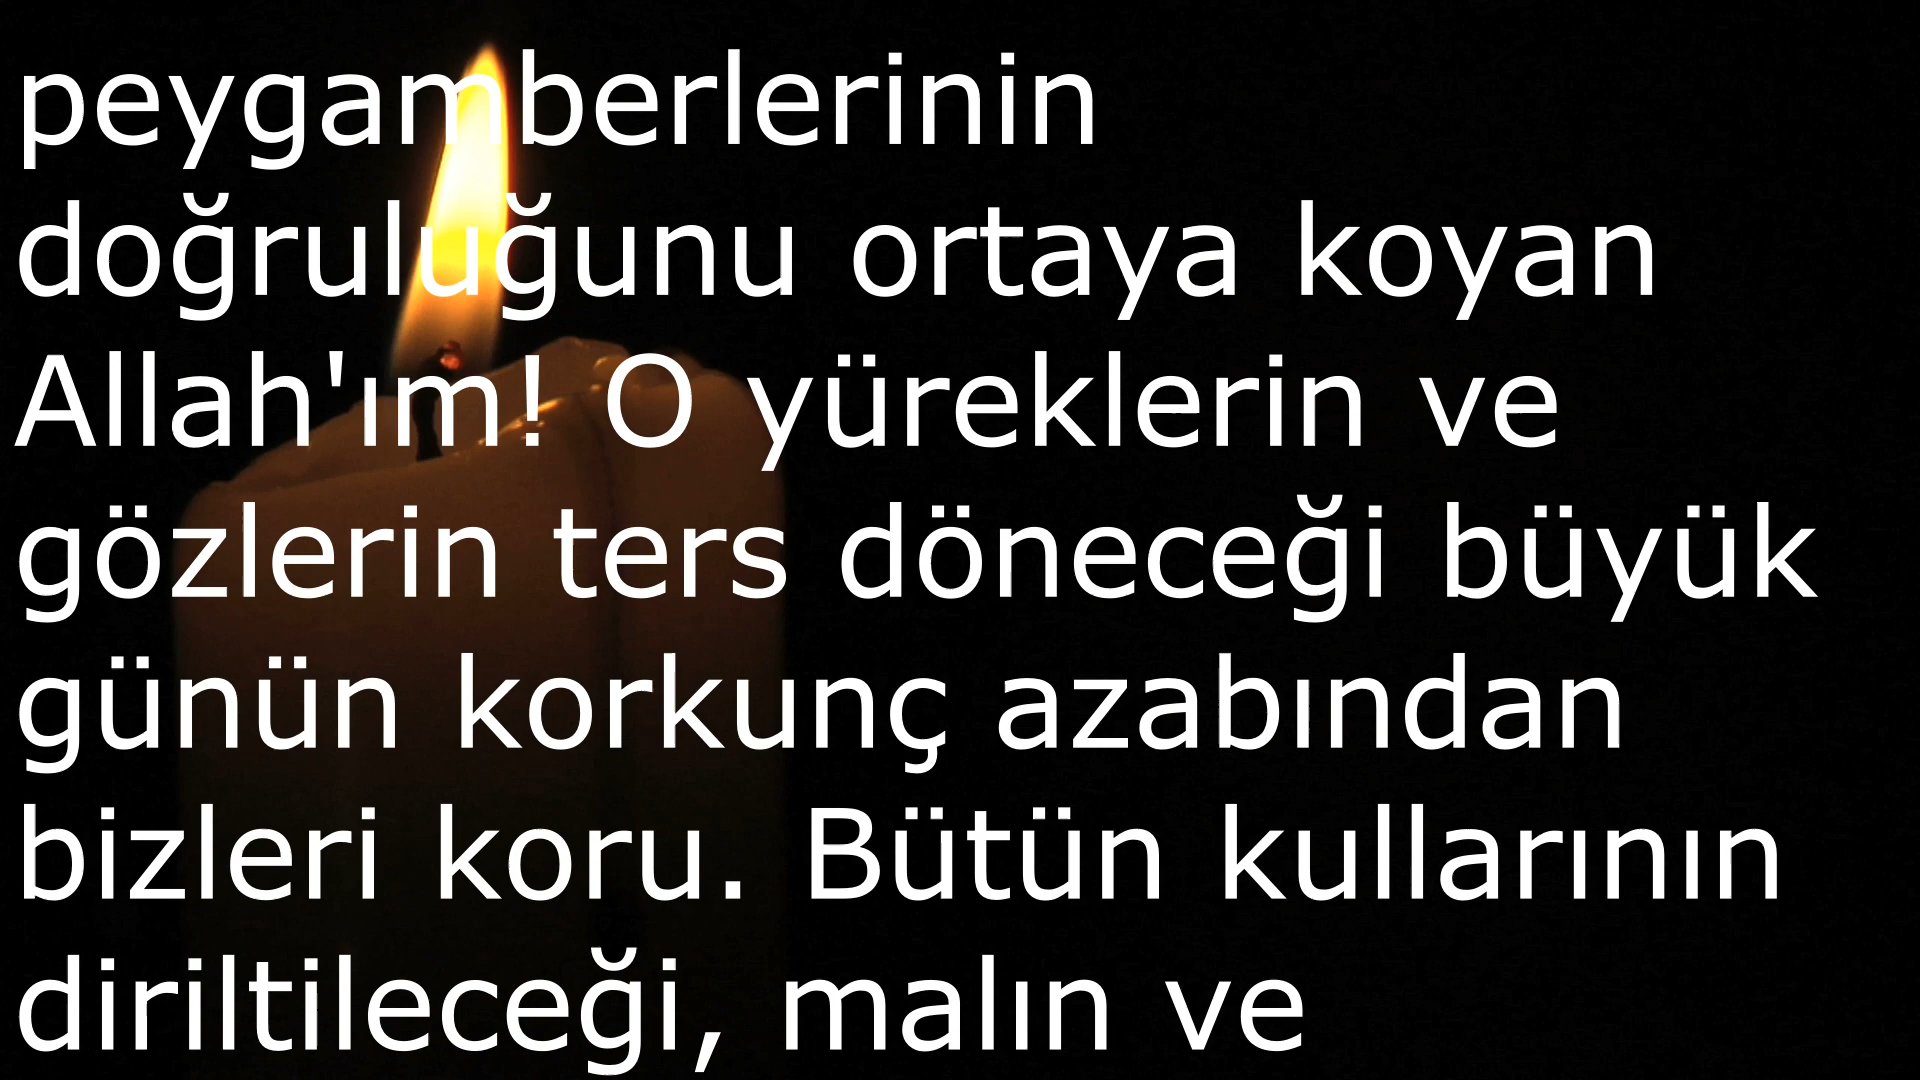 peygamberlerinin
doğruluğunu ortaya koyan
Allah'ım! O yüreklerin ve
gözlerin ters döneceği büyük
günün korkunç azabından
bizleri koru. Bütün kullarının
diriltileceği, malın ve